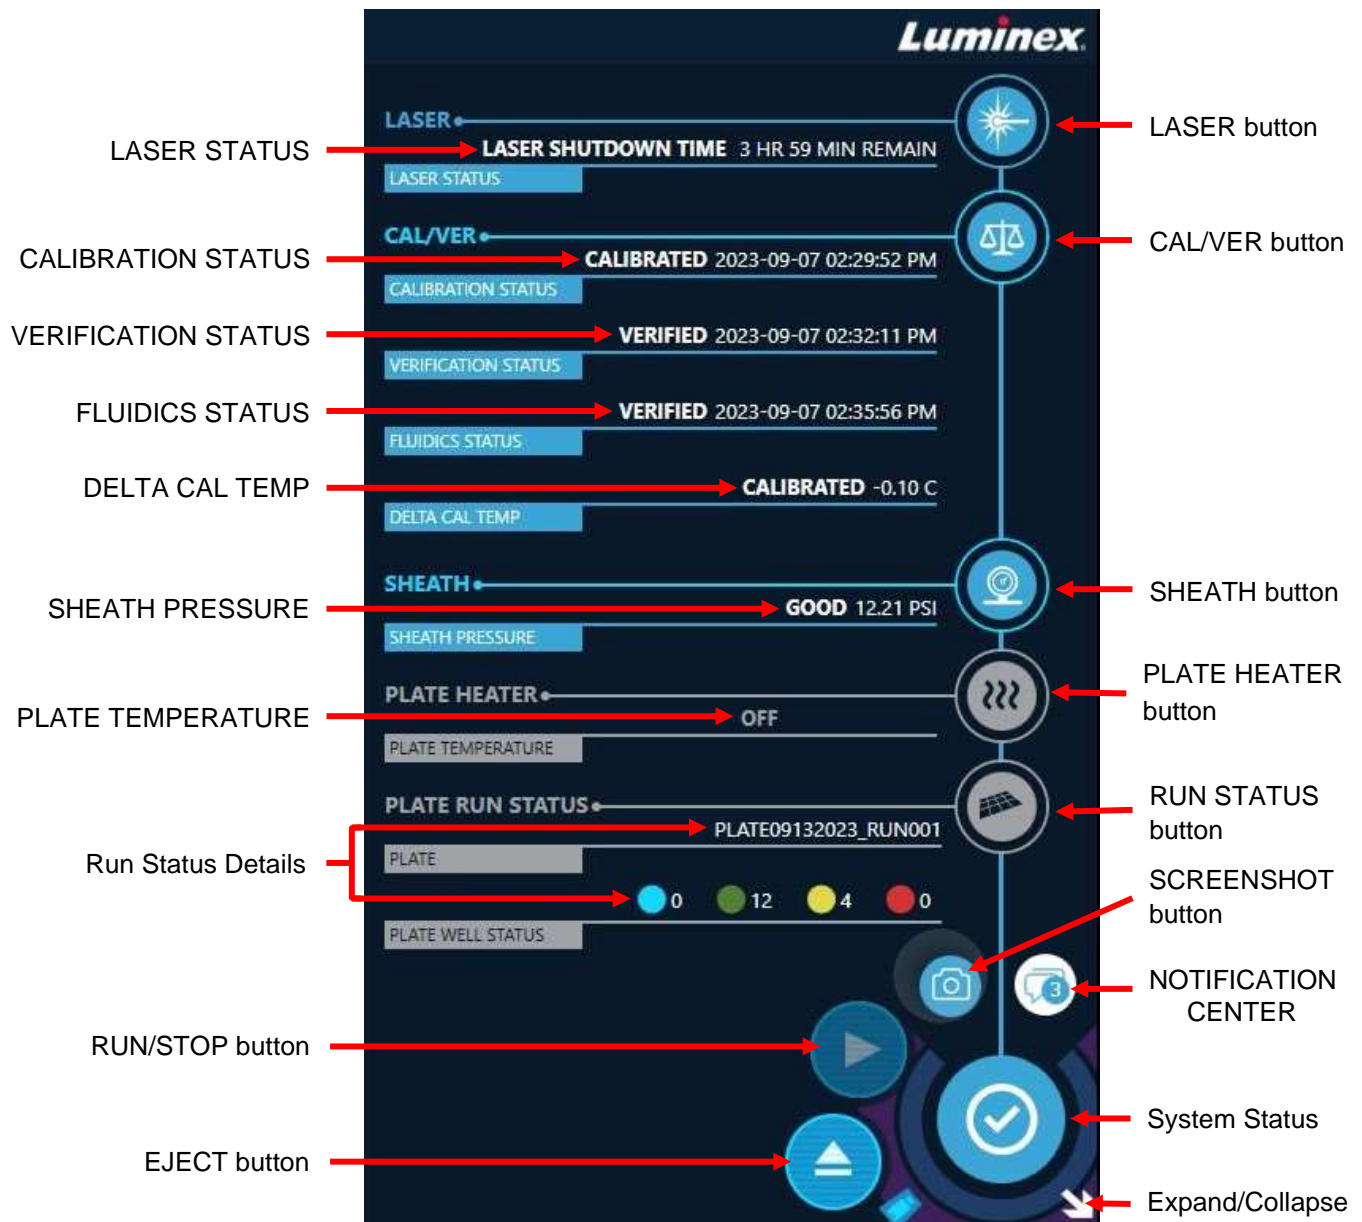 Luminex
LASER
LASER STATUS
LASER SHUTDOWN TIME 3 HR 59 MIN REMAIN
LASER button
LASER STATUS
CAL/VER
CAL/VER button
CALIBRATION STATUS
CALIBRATED 2023-09-07 02:29:52 PM
CALIBRATION STATUS
VERIFICATION STATUS
VERIFIED 2023-09-07 02:32:11 PM
VERIFICATION STATUS
FLUIDICS STATUS
VERIFIED 2023-09-07 02:35:56 PM
FLUIDICS STATUS
DELTA CAL TEMP
CALIBRATED -0.10 C
DELTA CAL TEMP
SHEATH
SHEATH button
SHEATH PRESSURE
GOOD 12.21 PSI
SHEATH PRESSURE
PLATE HEATER
PLATE HEATER
button
PLATE TEMPERATURE
OFF
PLATE TEMPERATURE
PLATE RUN STATUS
RUN STATUS
button
PLATE09132023_RUN001
Run Status Details
PLATE
0 12 4 0
PLATE WELL STATUS
SCREENSHOT
button
3
NOTIFICATION
CENTER
RUN/STOP button
System Status
EJECT button
Expand/Collapse